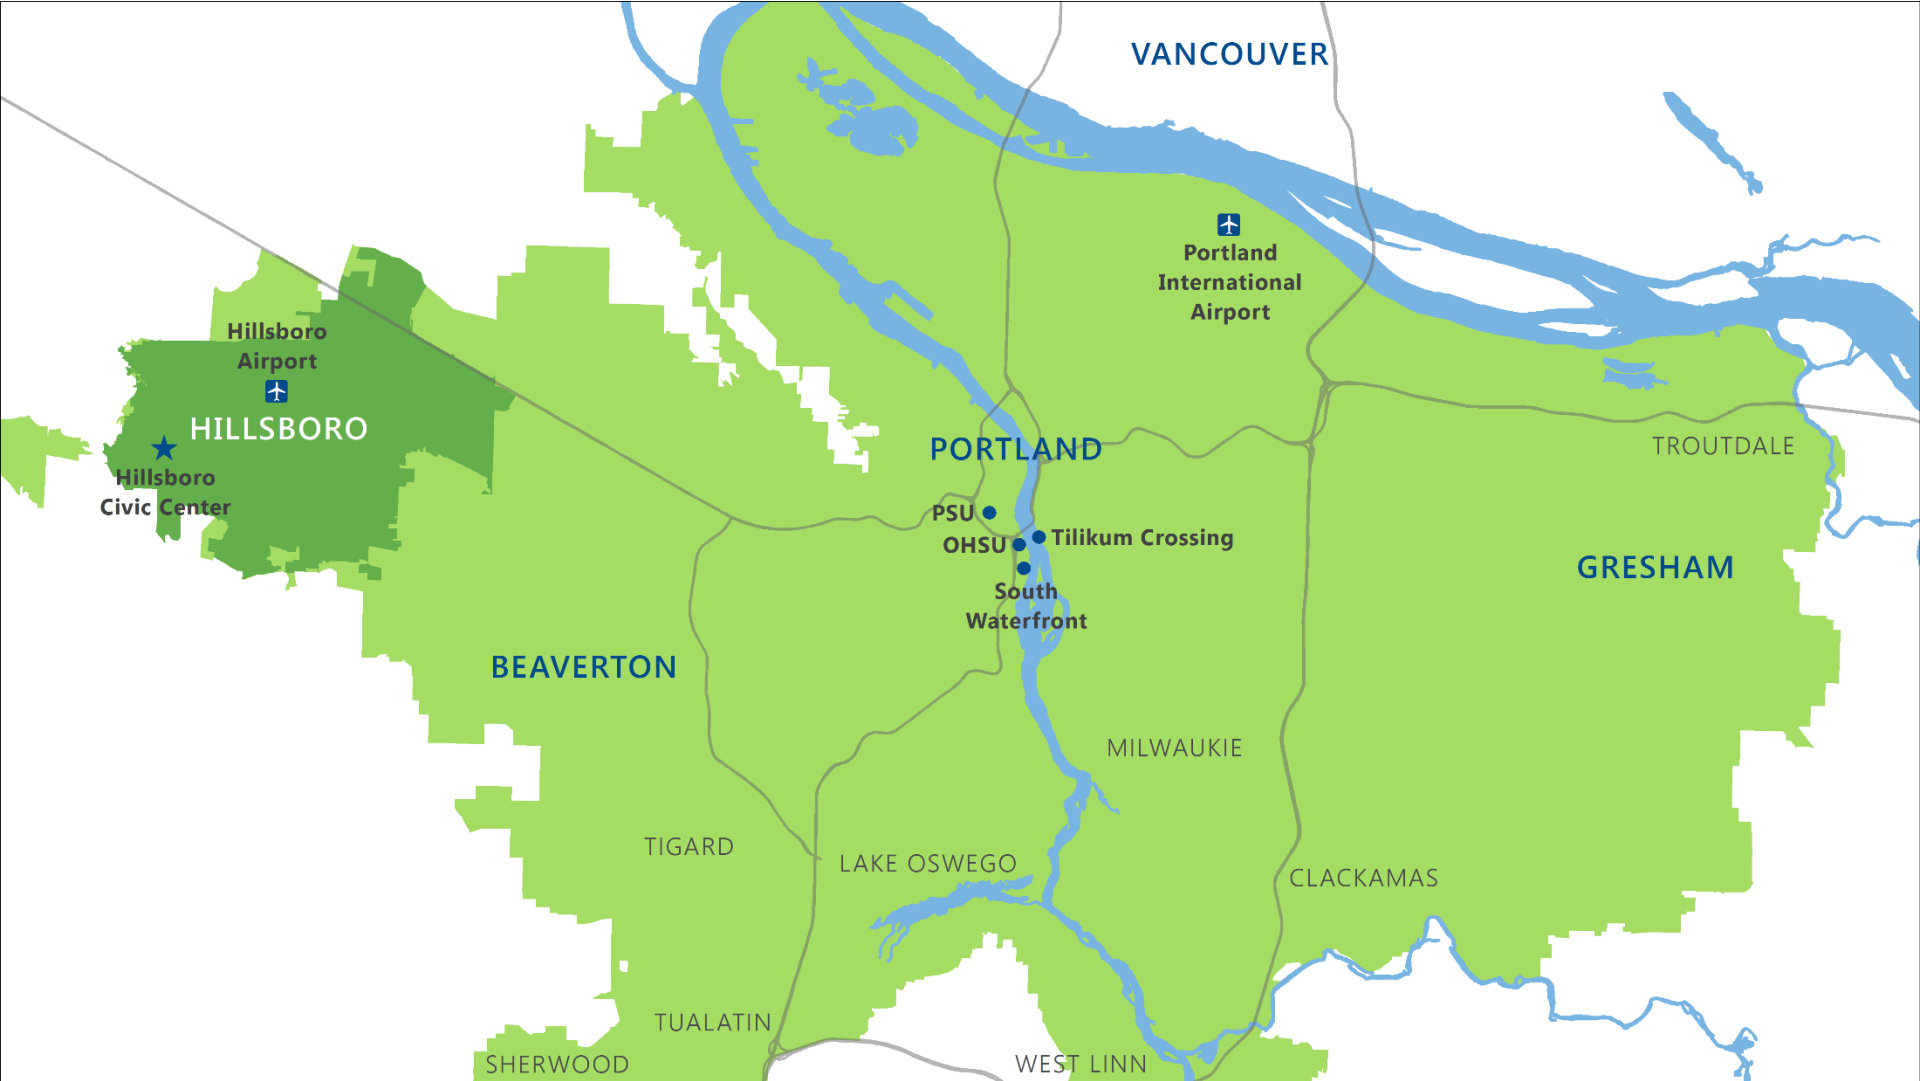 VANCOUVER
Portland
International
Airport
Hillsboro
Airport
HILLSBORO
Hillsboro
Civic Center
PORTLAND
TROUTDALE
PSU
OHSU
Tilikum Crossing
South
Waterfront
GRESHAM
BEAVERTON
MILWAUKIE
TIGARD
LAKE OSWEGO
CLACKAMAS
TUALATIN
SHERWOOD
WEST LINN